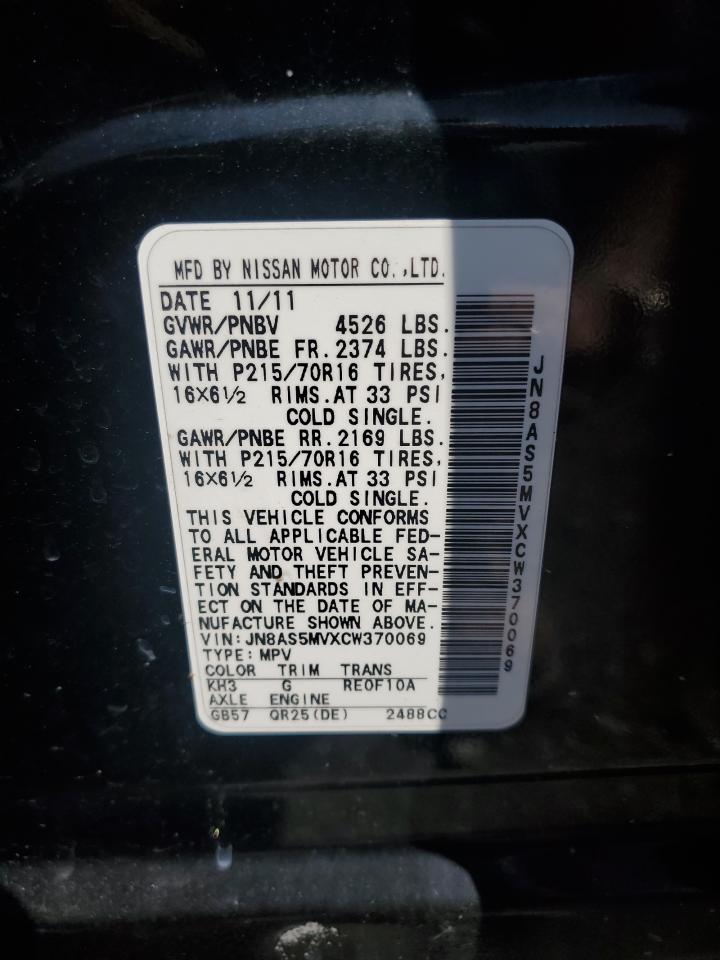 MFD BY NISSAN MOTOR CO.,LTD.
DATE 11/11
GVWR/PNBV 4526 LBS.
GAWR/PNBE FR.2374 LBS.
WITH P215/70R16 TIRES,
16X6½ RIMS.AT 33 PSI
COLD SINGLE.
GAWR/PNBE RR.2169 LBS.
WITH P215/70R16 TIRES,
16X6½ RIMS.AT 33 PSI
COLD SINGLE.
THIS VEHICLE CONFORMS
TO ALL APPLICABLE FED-
ERAL MOTOR VEHICLE SA-
FETY AND THEFT PREVEN-
TION STANDARDS IN EFF-
ECT ON THE DATE OF MA-
NUFACTURE SHOWN ABOVE.
VIN:JN8AS5MVXCW370069
TYPE:MPV
COLOR TRIM TRANS
KH3 G RE0F10A
AXLE ENGINE
GB57 QR25(DE) 2488CC
JN8AS5MVXCW370069